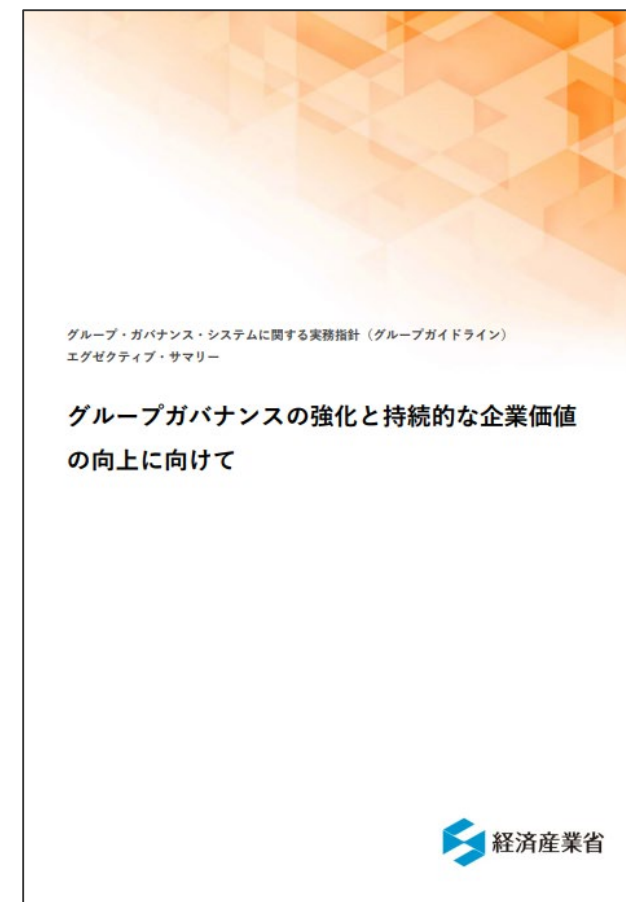 グループ・ガバナンス・システムに関する実務指針（グループガイドライン）
エグゼクティブ・サマリー
グループガバナンスの強化と持続的な企業価値
の向上に向けて
経済産業省